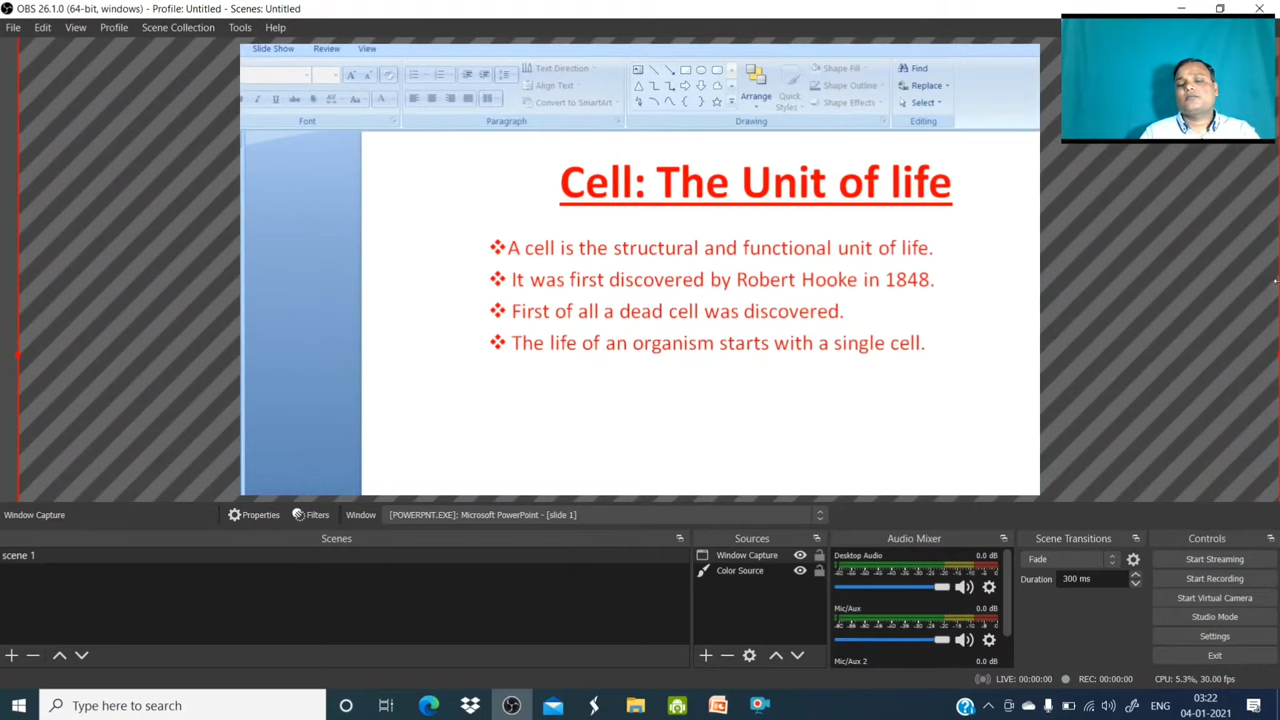 OBS 26.1.0 (64-bit, windows) - Profile: Untitled - Scenes: Untitled
File Edit View Profile Scene Collection Tools Help
Slide Show Review View
Text Direction
Align Text
Convert to SmartArt
Arrange
Quick
Styles
Shape Fill
Shape Outline
Shape Effects
Find
Replace
Select
Font Paragraph Drawing Editing
Cell: The Unit of life
❖A cell is the structural and functional unit of life.
❖ It was first discovered by Robert Hooke in 1848.
❖ First of all a dead cell was discovered.
❖ The life of an organism starts with a single cell.
Window Capture Properties Filters Window [POWERPNT.EXE]: Microsoft PowerPoint - [slide 1]
Scenes
scene 1
Sources
Window Capture
Color Source
Audio Mixer
Desktop Audio 0.0 dB
Mic/Aux 0.0 dB
Mic/Aux 2 0.0 dB
Scene Transitions
Fade
Duration 300 ms
Controls
Start Streaming
Start Recording
Start Virtual Camera
Studio Mode
Settings
Exit
LIVE: 00:00:00 REC: 00:00:00 CPU: 5.3%, 30.00 fps
Type here to search
ENG
03:22
04-01-2021